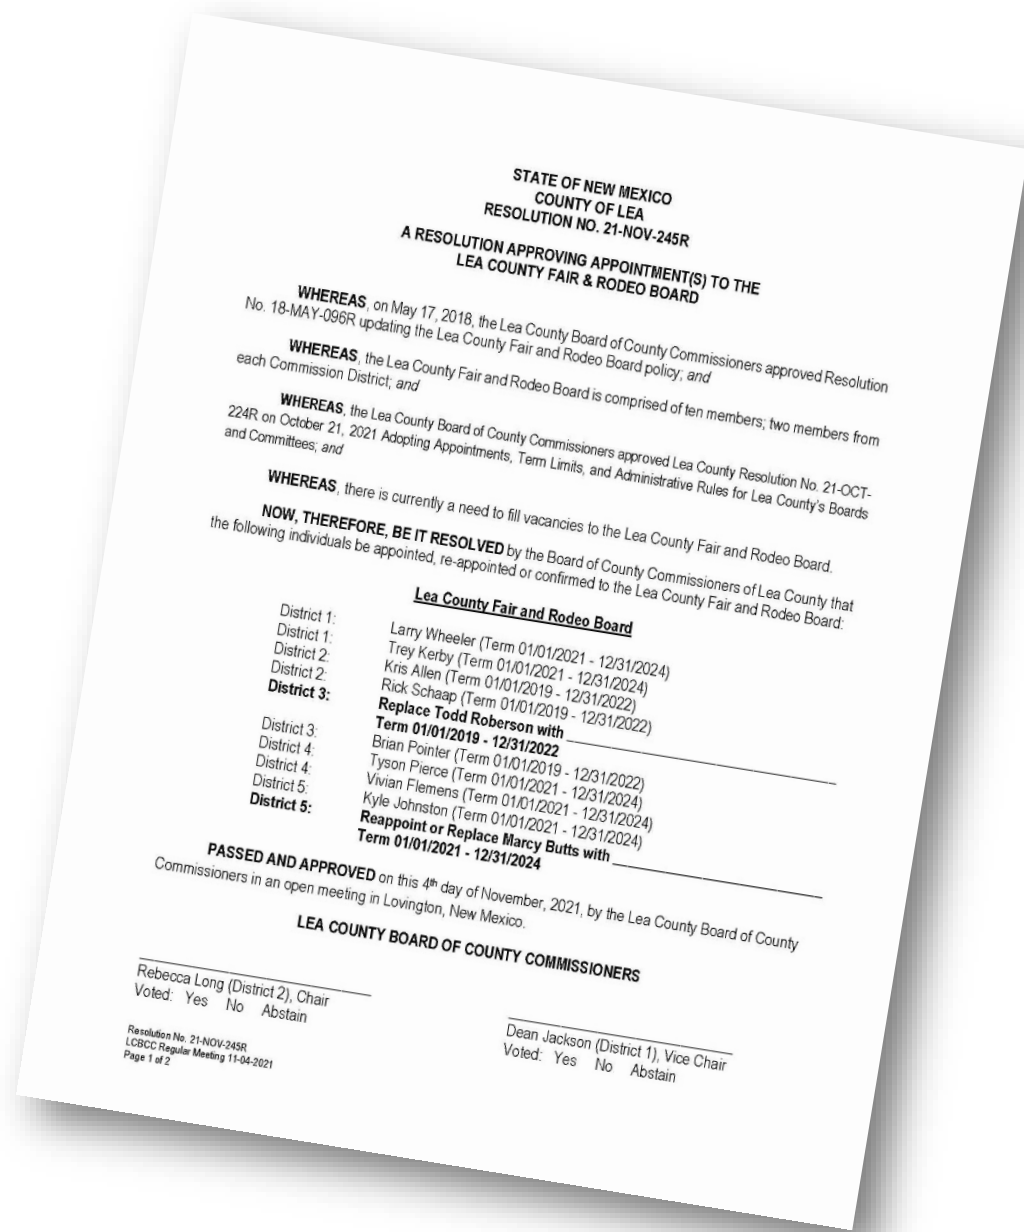 STATE OF NEW MEXICO
COUNTY OF LEA
RESOLUTION NO. 21-NOV-245R
A RESOLUTION APPROVING APPOINTMENT(S) TO THE
LEA COUNTY FAIR & RODEO BOARD
WHEREAS, on May 17, 2018, the Lea County Board of County Commissioners approved Resolution
No. 18-MAY-096R updating the Lea County Fair and Rodeo Board policy; and
WHEREAS, the Lea County Fair and Rodeo Board is comprised of ten members; two members from
each Commission District; and
WHEREAS, the Lea County Board of County Commissioners approved Lea County Resolution No. 21-OCT-
224R on October 21, 2021 Adopting Appointments, Term Limits, and Administrative Rules for Lea County's Boards
and Committees; and
WHEREAS, there is currently a need to fill vacancies to the Lea County Fair and Rodeo Board.
NOW, THEREFORE, BE IT RESOLVED by the Board of County Commissioners of Lea County that
the following individuals be appointed, re-appointed or confirmed to the Lea County Fair and Rodeo Board:
Lea County Fair and Rodeo Board
District 1: Larry Wheeler (Term 01/01/2021 - 12/31/2024)
District 1: Trey Kerby (Term 01/01/2021 - 12/31/2024)
District 2: Kris Allen (Term 01/01/2019 - 12/31/2022)
District 2: Rick Schaap (Term 01/01/2019 - 12/31/2022)
District 3: Replace Todd Roberson with
Term 01/01/2019 - 12/31/2022
District 3: Brian Pointer (Term 01/01/2019 - 12/31/2022)
District 4: Tyson Pierce (Term 01/01/2021 - 12/31/2024)
District 4: Vivian Flemens (Term 01/01/2021 - 12/31/2024)
District 5: Kyle Johnston (Term 01/01/2021 - 12/31/2024)
District 5: Reappoint or Replace Marcy Butts with
Term 01/01/2021 - 12/31/2024
PASSED AND APPROVED on this 4th day of November, 2021, by the Lea County Board of County
Commissioners in an open meeting in Lovington, New Mexico.
LEA COUNTY BOARD OF COUNTY COMMISSIONERS
Rebecca Long (District 2), Chair
Voted: Yes No Abstain
Dean Jackson (District 1), Vice Chair
Voted: Yes No Abstain
Resolution No. 21-NOV-245R
LCBCC Regular Meeting 11-04-2021
Page 1 of 2